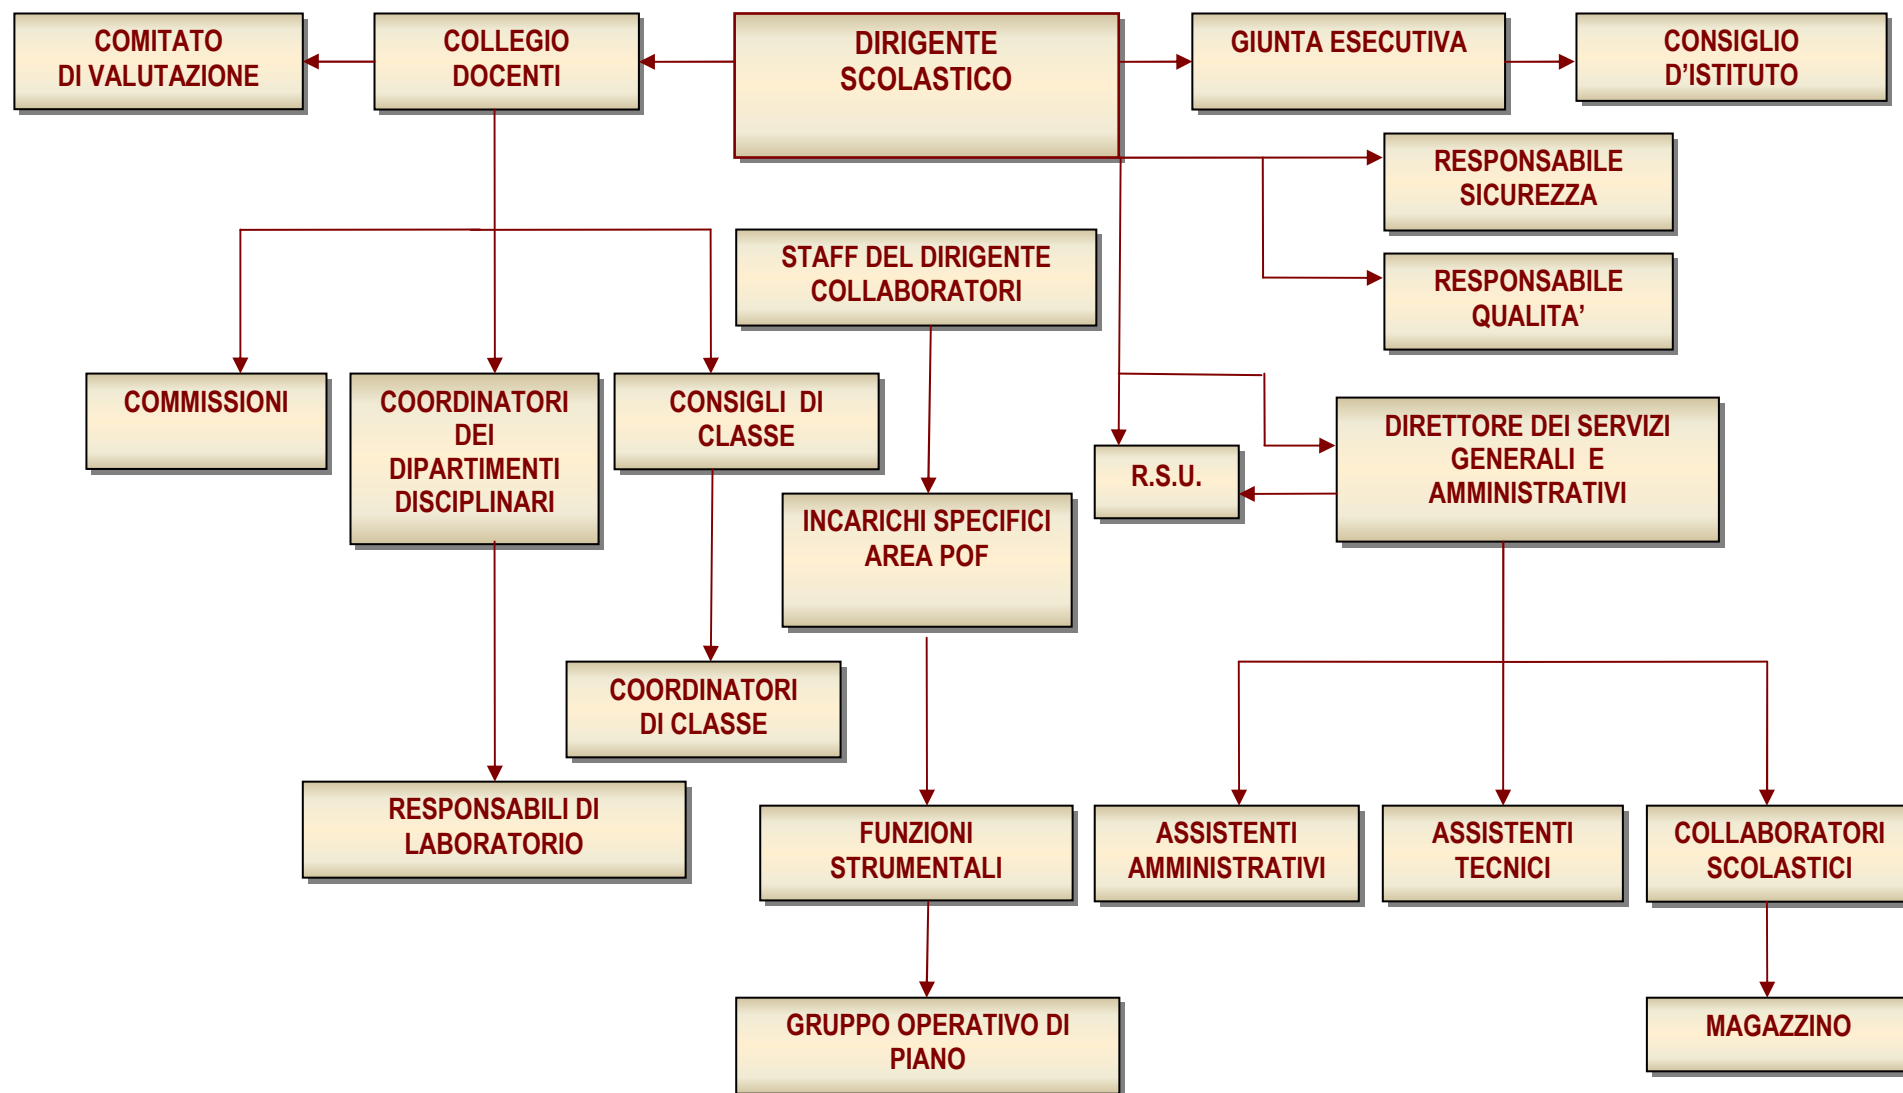 COMITATO
DI VALUTAZIONE
COLLEGIO
DOCENTI
DIRIGENTE
SCOLASTICO
GIUNTA ESECUTIVA
CONSIGLIO
D’ISTITUTO
RESPONSABILE
SICUREZZA
STAFF DEL DIRIGENTE
COLLABORATORI
RESPONSABILE
QUALITA’
COMMISSIONI
COORDINATORI
DEI
DIPARTIMENTI
DISCIPLINARI
CONSIGLI DI
CLASSE
DIRETTORE DEI SERVIZI
GENERALI E
AMMINISTRATIVI
R.S.U.
INCARICHI SPECIFICI
AREA POF
COORDINATORI
DI CLASSE
RESPONSABILI DI
LABORATORIO
FUNZIONI
STRUMENTALI
ASSISTENTI
AMMINISTRATIVI
ASSISTENTI
TECNICI
COLLABORATORI
SCOLASTICI
GRUPPO OPERATIVO DI
PIANO
MAGAZZINO